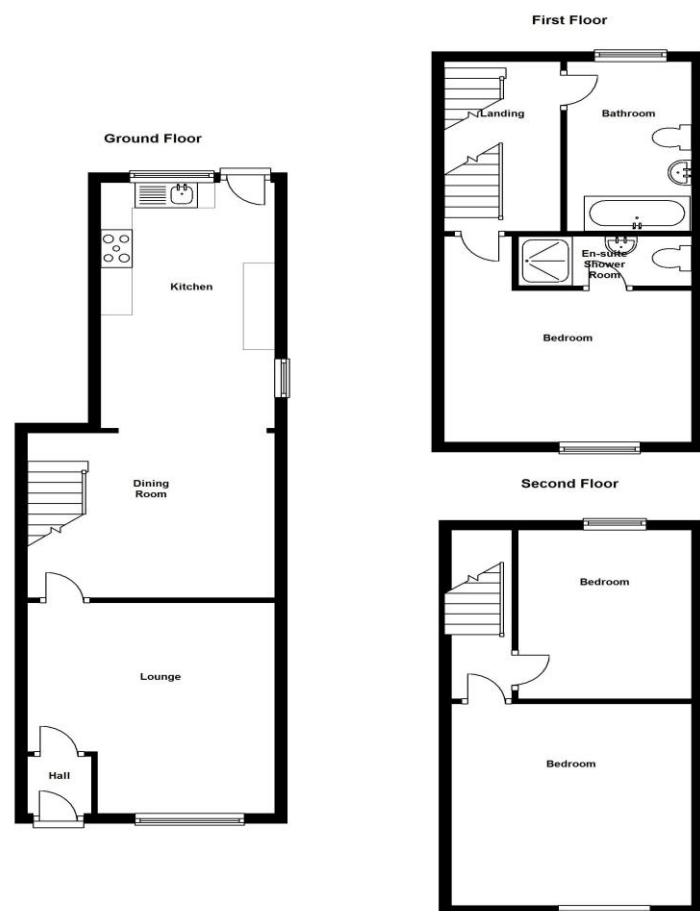 Ground Floor
Kitchen
Dining
Room
Lounge
Hall
First Floor
Landing
Bathroom
En-suite
Shower
Room
Bedroom
Second Floor
Bedroom
Bedroom